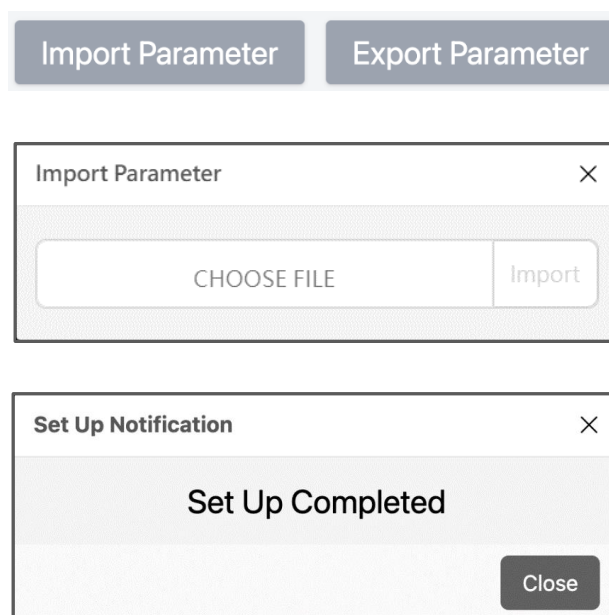 Import Parameter Export Parameter
Import Parameter
CHOOSE FILE Import
Set Up Notification
Set Up Completed
Close